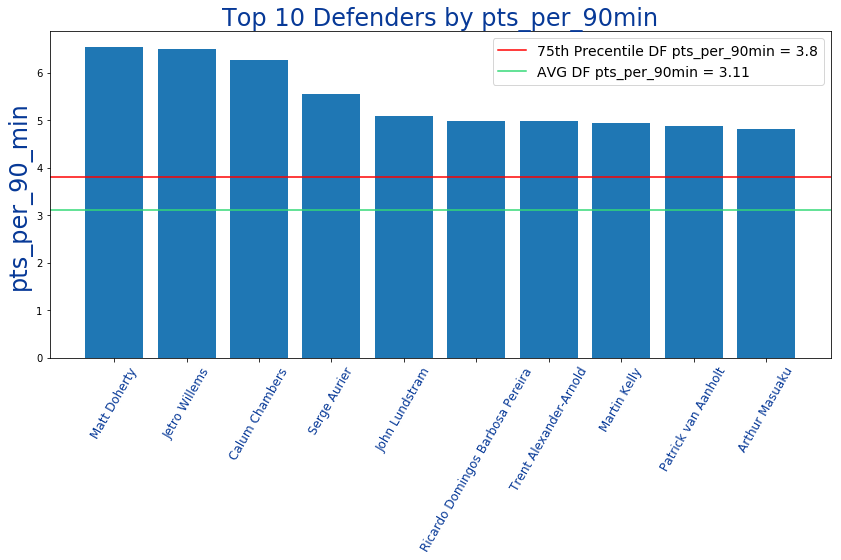 Top 10 Defenders by pts_per_90min
75th Precentile DF pts_per_90min = 3.8
AVG DF pts_per_90min = 3.11
pts_per_90_min
6
5
4
3
2
1
0
Matt Doherty
Jetro Willems
Calum Chambers
Serge Aurier
John Lundstram
Ricardo Domingos Barbosa Pereira
Trent Alexander-Arnold
Martin Kelly
Patrick van Aanholt
Arthur Masuaku